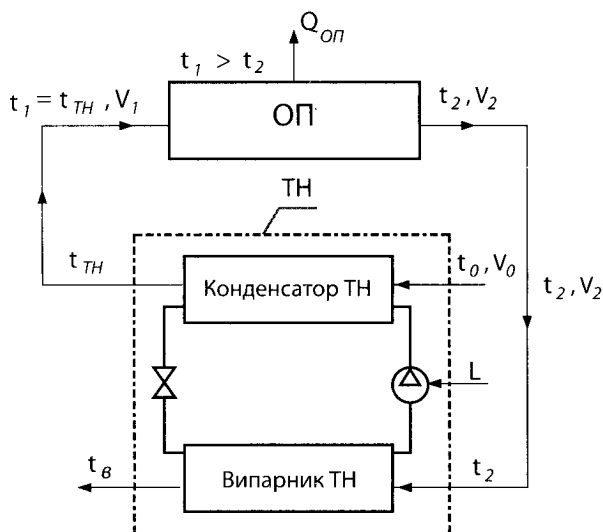 Q_ОП
t_1 > t_2
t_1 = t_ТН, V_1
ОП
t_2, V_2
ТН
t_ТН
Конденсатор ТН
t_0, V_0
t_2, V_2
L
t_в
Випарник ТН
t_2